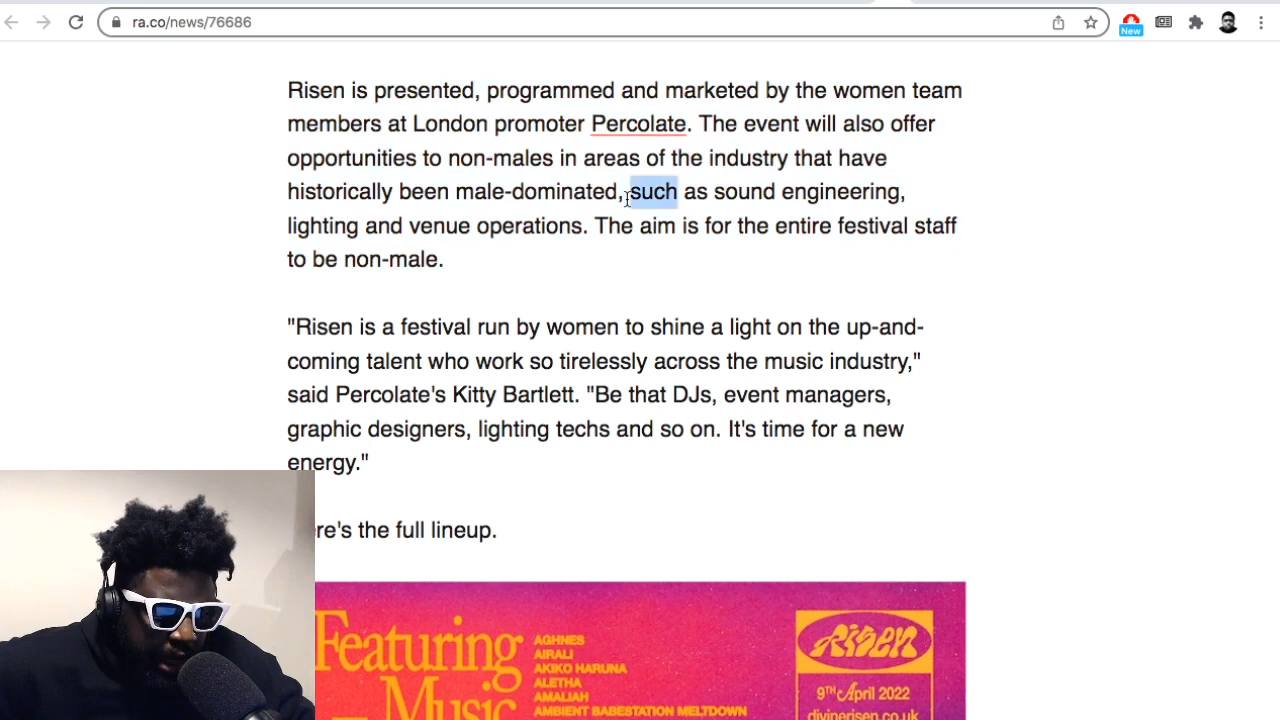 ra.co/news/76686
New
Risen is presented, programmed and marketed by the women team
members at London promoter Percolate. The event will also offer
opportunities to non-males in areas of the industry that have
historically been male-dominated, such as sound engineering,
lighting and venue operations. The aim is for the entire festival staff
to be non-male.
"Risen is a festival run by women to shine a light on the up-and-
coming talent who work so tirelessly across the music industry,"
said Percolate's Kitty Bartlett. "Be that DJs, event managers,
graphic designers, lighting techs and so on. It's time for a new
energy."
ere's the full lineup.
Featuring
Music
AGHNES
AIRALI
AKIKO HARUNA
ALETHA
AMALIAH
AMBIENT BABESTATION MELTDOWN
RiSEN
9TH April 2022
divinerisen.co.uk